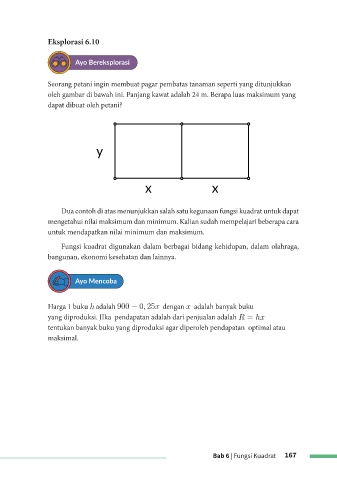 Eksplorasi 6.10
Ayo Bereksplorasi
Seorang petani ingin membuat pagar pembatas tanaman seperti yang ditunjukkan
oleh gambar di bawah ini. Panjang kawat adalah 24 m. Berapa luas maksimum yang
dapat dibuat oleh petani?
y
x x
Dua contoh di atas menunjukkan salah satu kegunaan fungsi kuadrat untuk dapat
mengetahui nilai maksimum dan minimum. Kalian sudah mempelajari beberapa cara
untuk mendapatkan nilai minimum dan maksimum.
Fungsi kuadrat digunakan dalam berbagai bidang kehidupan, dalam olahraga,
bangunan, ekonomi kesehatan dan lainnya.
Ayo Mencoba
Harga 1 buku h adalah 900 − 0, 25x dengan x adalah banyak buku
yang diproduksi. JIka pendapatan adalah dari penjualan adalah R = hx
tentukan banyak buku yang diproduksi agar diperoleh pendapatan optimal atau
maksimal.
Bab 6 | Fungsi Kuadrat 167